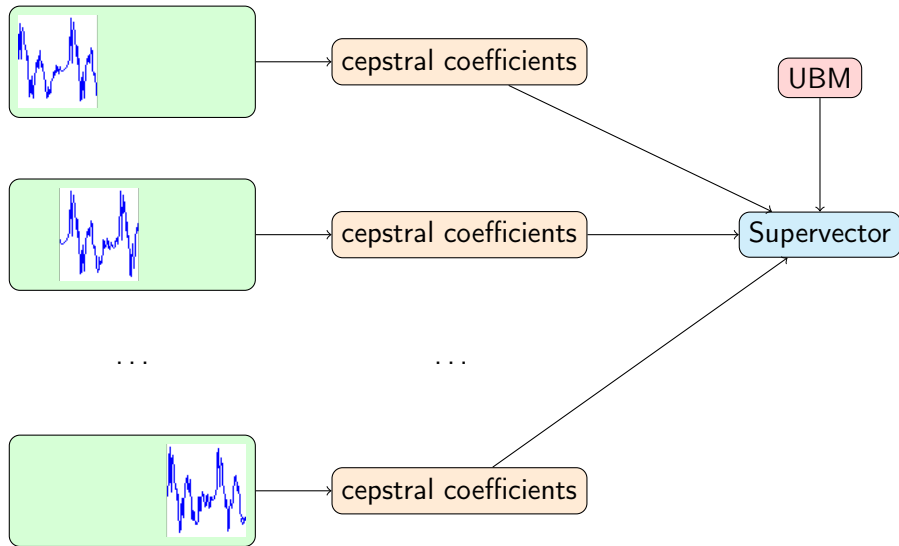 cepstral coefficients
UBM
cepstral coefficients
Supervector
. . .
. . .
cepstral coefficients